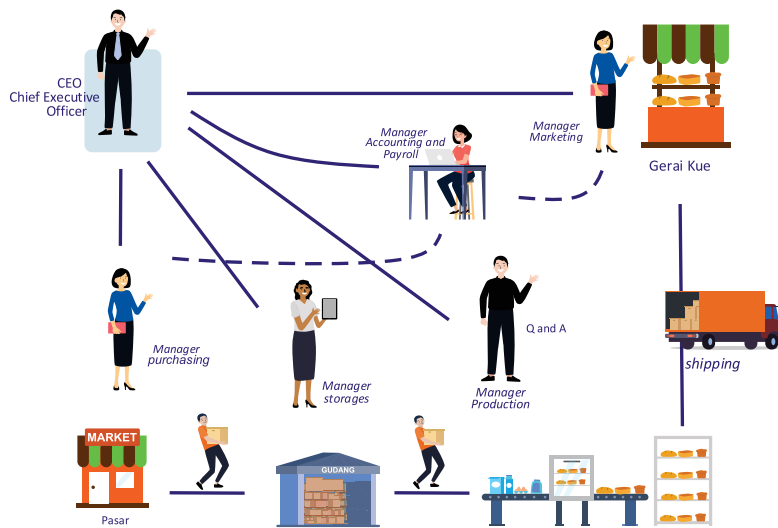 CEO
Chief Executive
Officer
Manager
Accounting and
Payroll
Manager
Marketing
Gerai Kue
Manager
purchasing
Manager
storages
Q and A
Manager
Production
shipping
MARKET
Pasar
GUDANG